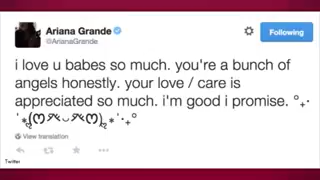 Ariana Grande
@ArianaGrande
Following
i love u babes so much. you're a bunch of
angels honestly. your love / care is
appreciated so much. i'm good i promise. °₊·
View translation
Twitter